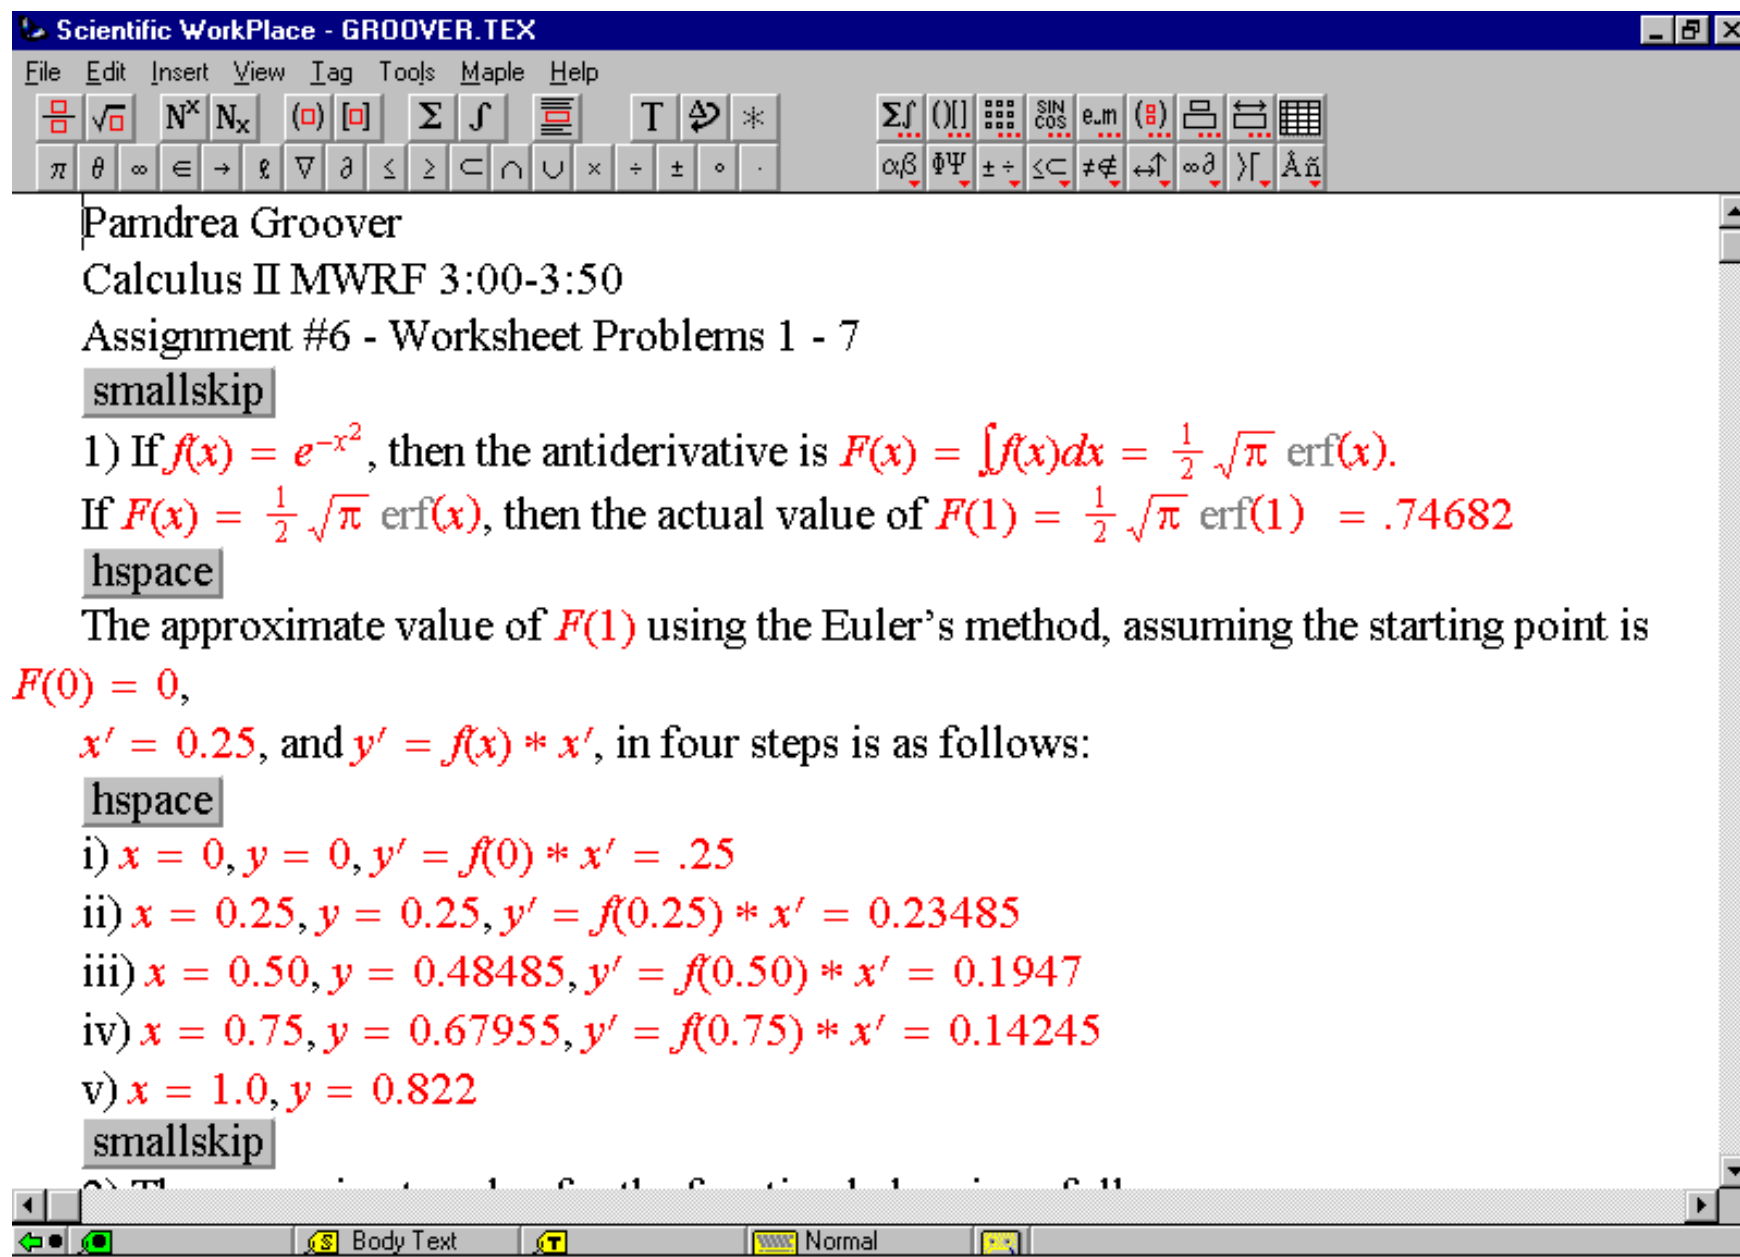 Scientific WorkPlace - GROOVER.TEX
File Edit Insert View Tag Tools Maple Help
N^x N_x (□) [□] Σ ∫ T * Σ∫ ()[] SIN COS e..m
π θ ∞ ∈ → ℓ ∇ ∂ ≤ ≥ ⊂ ∩ ∪ × ÷ ± ∘ · αβ ΦΨ ±÷ ≤⊂ ≠∉ ↔↑ ∞∂ ⟩⌈ Åñ
Pamdrea Groover
Calculus II MWRF 3:00-3:50
Assignment #6 - Worksheet Problems 1 - 7
smallskip
1) If f(x) = e^{-x^2}, then the antiderivative is F(x) = ∫f(x)dx = 1/2 √π erf(x).
If F(x) = 1/2 √π erf(x), then the actual value of F(1) = 1/2 √π erf(1) = .74682
hspace
The approximate value of F(1) using the Euler's method, assuming the starting point is
F(0) = 0,
x′ = 0.25, and y′ = f(x) * x′, in four steps is as follows:
hspace
i) x = 0, y = 0, y′ = f(0) * x′ = .25
ii) x = 0.25, y = 0.25, y′ = f(0.25) * x′ = 0.23485
iii) x = 0.50, y = 0.48485, y′ = f(0.50) * x′ = 0.1947
iv) x = 0.75, y = 0.67955, y′ = f(0.75) * x′ = 0.14245
v) x = 1.0, y = 0.822
smallskip
Body Text Normal